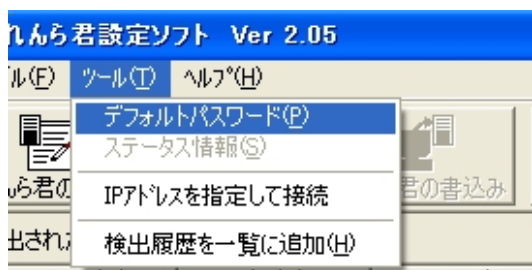 れんら君設定ソフト Ver 2.05
ル(F) ツール(T) ヘルプ(H)
デフォルトパスワード(P)
ステータス情報(S)
んら君の
君の書込み
IPアドレスを指定して接続
出された
検出履歴を一覧に追加(H)